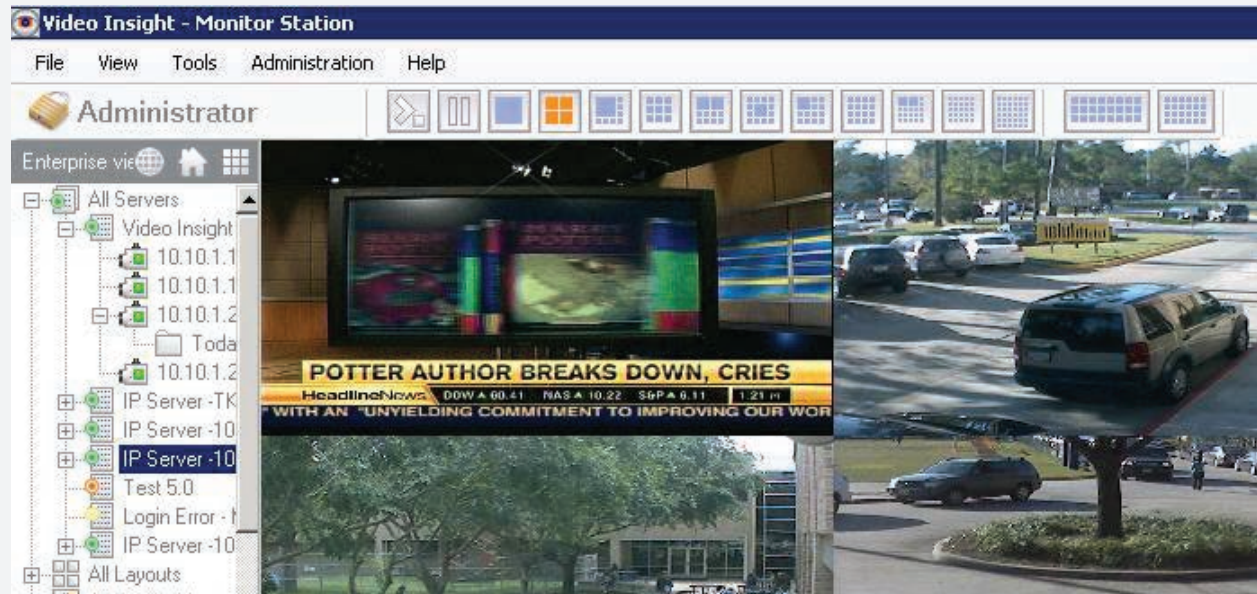 Video Insight - Monitor Station
File View Tools Administration Help
Administrator
Enterprise vie
All Servers
Video Insight
10.10.1.1
10.10.1.1
10.10.1.2
Toda
10.10.1.2
IP Server -TK
IP Server -10
IP Server -10
Test 5.0
Login Error -
IP Server -10
All Layouts
POTTER AUTHOR BREAKS DOWN, CRIES
HeadlineNews DOW ▲ 60.41 NAS ▲ 10.22 S&P ▲ 6.11 1:21
WITH AN "UNYIELDING COMMITMENT TO IMPROVING OUR WOR